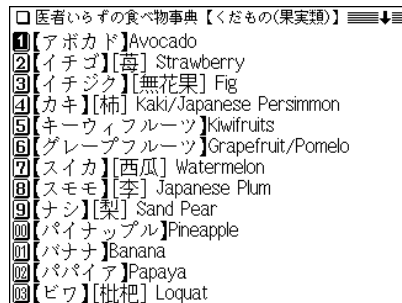 医者いらずの食べ物事典【くだもの(果実類)】
1【アボカド】Avocado
2【イチゴ】[苺] Strawberry
3【イチジク】[無花果] Fig
4【カキ】[柿] Kaki/Japanese Persimmon
5【キーウィフルーツ】Kiwifruits
6【グレープフルーツ】Grapefruit/Pomelo
7【スイカ】[西瓜] Watermelon
8【スモモ】[李] Japanese Plum
9【ナシ】[梨] Sand Pear
00【パイナップル】Pineapple
01【バナナ】Banana
02【パパイア】Papaya
03【ビワ】[枇杷] Loquat